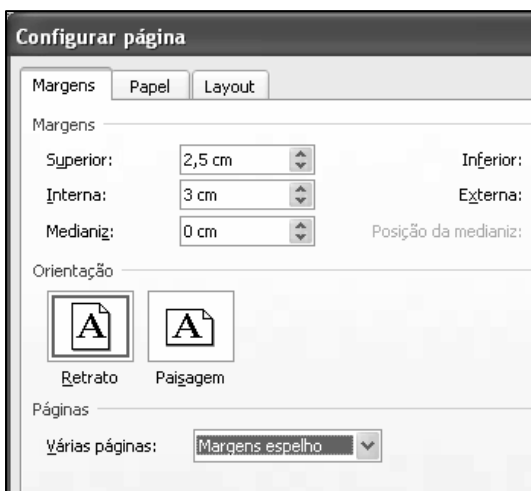 Configurar página
Margens Papel Layout
Margens
Superior: 2,5 cm Inferior:
Interna: 3 cm Externa:
Medianiz: 0 cm Posição da medianiz:
Orientação
A A
Retrato Paisagem
Páginas
Várias páginas: Margens espelho